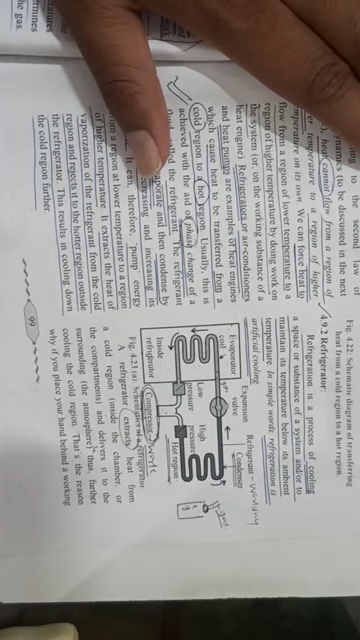 the gas.
to the second law of
(to be discussed in the next
heat cannot flow from a region of
temperature to a region of higher
temperature on its own. We can force heat to
flow from a region of lower temperature to a
region of higher temperature by doing work on
the system (or, on the working substance of a
heat engine) Refrigerators or air-conditioners
and heat pumps are examples of heat engines
which cause heat to be transferred from a
cold region to a hot region. Usually, this is
achieved with the aid of phase change of a
the refrigerant. The refrigerant
and then condense by
and increasing its
It can, therefore, 'pump' energy
from a region at lower temperature to a region
of higher temperature. It extracts the heat of
vaporization of the refrigerant from the cold
region and rejects it to the hotter region outside
the refrigerator. This results in cooling down
the cold region further.
Fig. 4.22: Schematic diagram of transferring
heat from a cold region to a hot region.
4.9.2 Refrigerator:
Refrigeration is a process of cooling
a space or substance of a system and/or to
maintain its temperature below its ambient
temperature. In simple words refrigeration is
artificial cooling
Refrigerant
Expansion
valve
Evaporator
coil
Condenser
Low
pressure
High
pressure
Hot region
Inside
refrigerator
Compressor
Fig. 4.23 (a): Schematics of a refrigerator.
A refrigerator extracts heat from
a cold region (inside the chamber, or
the compartment) and delivers it to the
surrounding (the atmosphere) thus, further
cooling the cold region. That's the reason
why if you place your hand behind a working
99